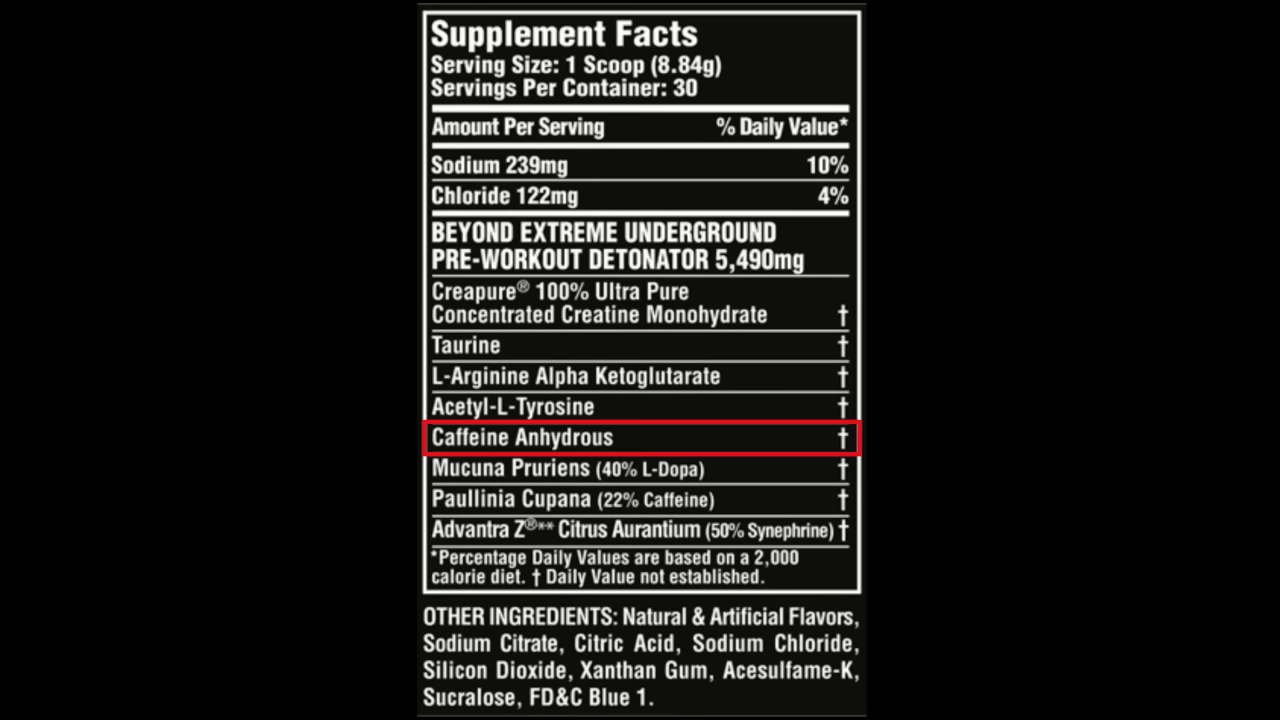 Supplement Facts
Serving Size: 1 Scoop (8.84g)
Servings Per Container: 30
Amount Per Serving % Daily Value*
Sodium 239mg 10%
Chloride 122mg 4%
BEYOND EXTREME UNDERGROUND
PRE-WORKOUT DETONATOR 5,490mg
Creapure® 100% Ultra Pure
Concentrated Creatine Monohydrate †
Taurine †
L-Arginine Alpha Ketoglutarate †
Acetyl-L-Tyrosine †
Caffeine Anhydrous †
Mucuna Pruriens (40% L-Dopa) †
Paullinia Cupana (22% Caffeine) †
Advantra Z®** Citrus Aurantium (50% Synephrine) †
*Percentage Daily Values are based on a 2,000
calorie diet. † Daily Value not established.
OTHER INGREDIENTS: Natural & Artificial Flavors,
Sodium Citrate, Citric Acid, Sodium Chloride,
Silicon Dioxide, Xanthan Gum, Acesulfame-K,
Sucralose, FD&C Blue 1.